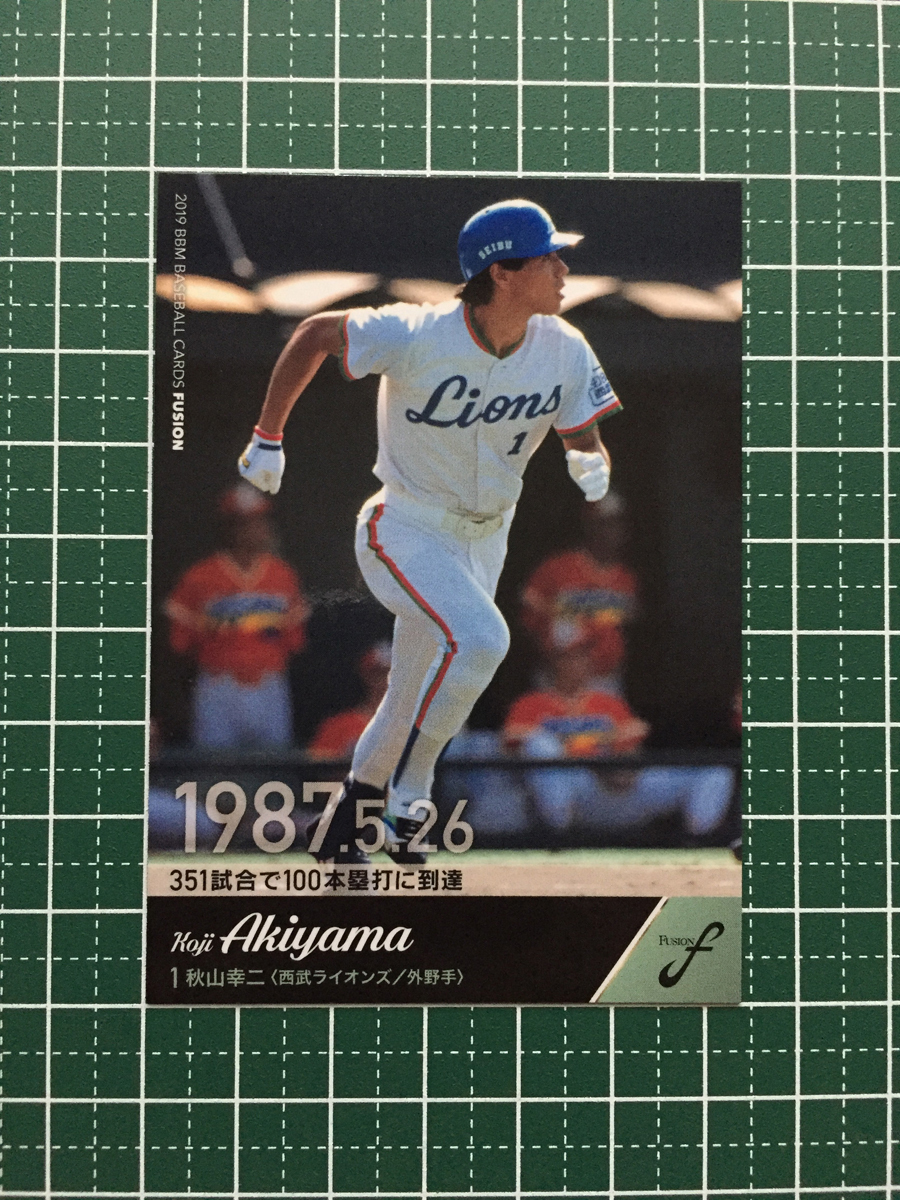 2019 BBM BASEBALL CARDS FUSION
SEIBU
Lions
1
1987.5.26
351試合で100本塁打に到達
Koji Akiyama
1 秋山幸二〈西武ライオンズ/外野手〉
FUSION f